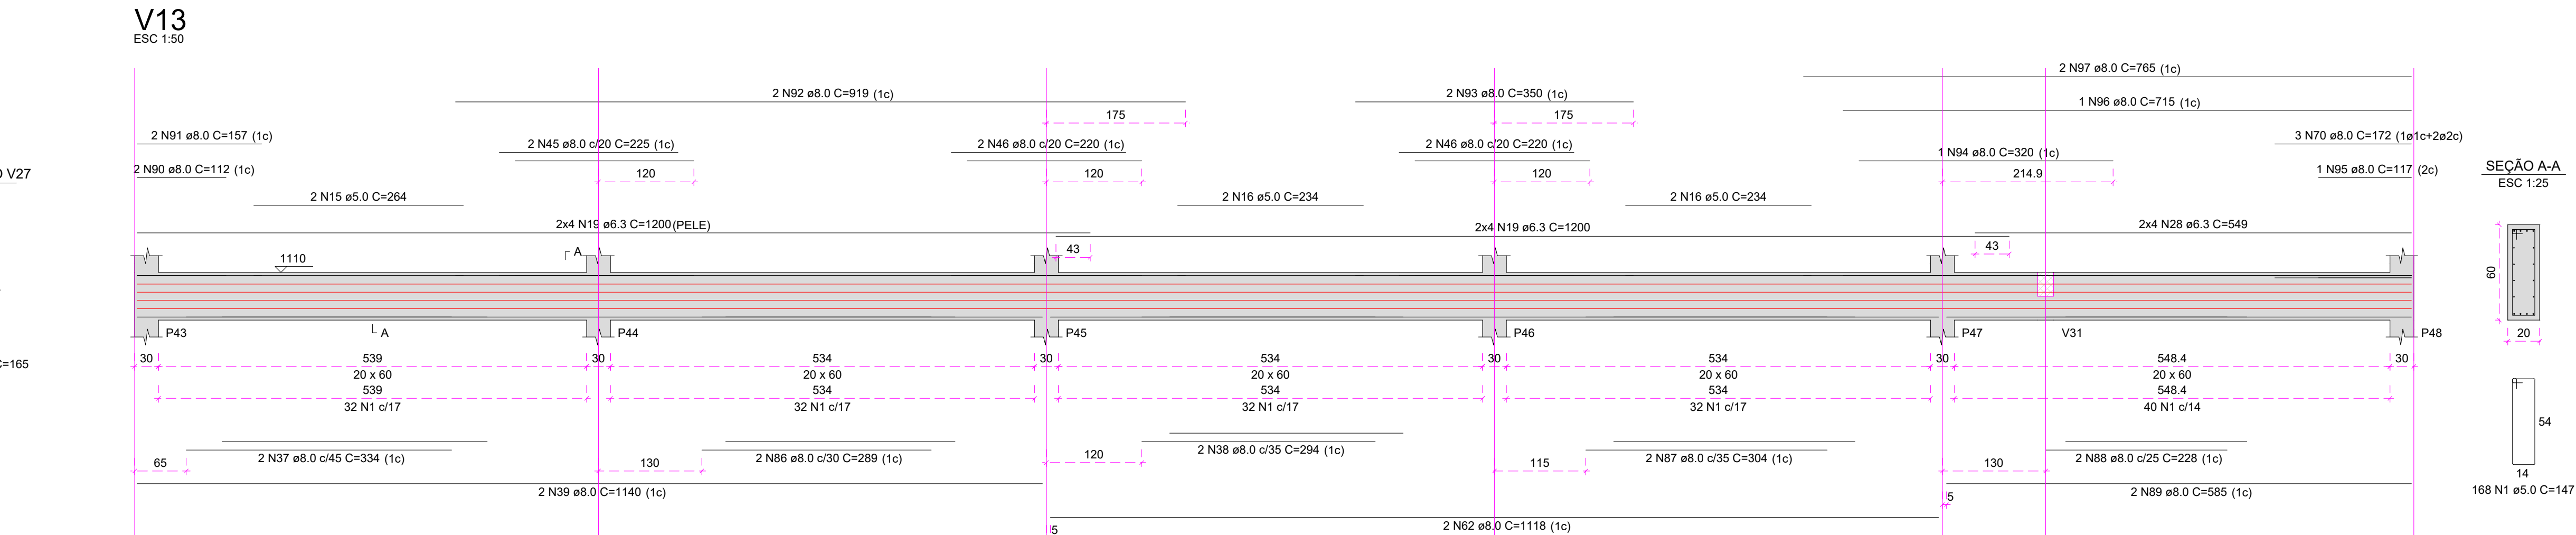 V13
ESC 1:50
2 N97 ø8.0 C=765 (1c)
2 N92 ø8.0 C=919 (1c)
2 N93 ø8.0 C=350 (1c)
1 N96 ø8.0 C=715 (1c)
175
175
2 N91 ø8.0 C=157 (1c)
3 N70 ø8.0 C=172 (1ø1c+2ø2c)
2 N45 ø8.0 c/20 C=225 (1c)
2 N46 ø8.0 c/20 C=220 (1c)
2 N46 ø8.0 c/20 C=220 (1c)
1 N94 ø8.0 C=320 (1c)
O V27
2 N90 ø8.0 C=112 (1c)
120
120
120
214.9
1 N95 ø8.0 C=117 (2c)
SEÇÃO A-A
ESC 1:25
2 N15 ø5.0 C=264
2 N16 ø5.0 C=234
2 N16 ø5.0 C=234
2x4 N19 ø6.3 C=1200 (PELE)
2x4 N19 ø6.3 C=1200
2x4 N28 ø6.3 C=549
43
43
1110
A
60
20
A
P43
P44
P45
P46
P47
V31
P48
C=165
30
539
30
534
30
534
30
534
30
548.4
30
20 x 60
20 x 60
20 x 60
20 x 60
20 x 60
539
534
534
534
548.4
32 N1 c/17
32 N1 c/17
32 N1 c/17
32 N1 c/17
40 N1 c/14
54
14
168 N1 ø5.0 C=147
65
2 N37 ø8.0 c/45 C=334 (1c)
130
2 N86 ø8.0 c/30 C=289 (1c)
120
2 N38 ø8.0 c/35 C=294 (1c)
115
2 N87 ø8.0 c/35 C=304 (1c)
130
2 N88 ø8.0 c/25 C=228 (1c)
2 N39 ø8.0 C=1140 (1c)
5
2 N89 ø8.0 C=585 (1c)
5
2 N62 ø8.0 C=1118 (1c)